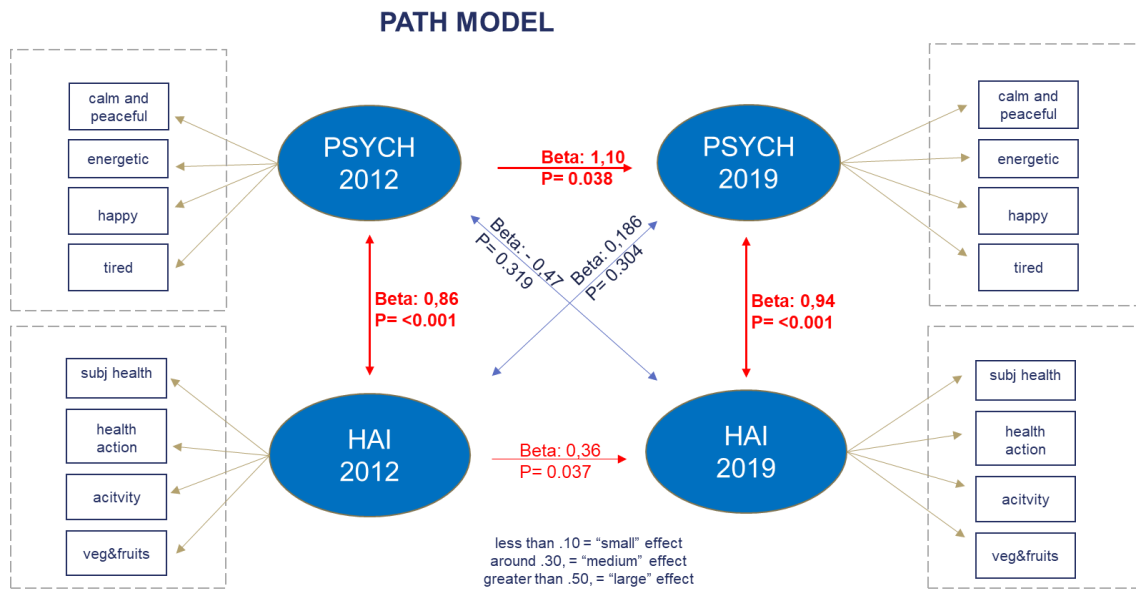 PATH MODEL
calm and
peaceful
energetic
happy
tired
PSYCH
2012
Beta: 1,10
P= 0.038
PSYCH
2019
calm and
peaceful
energetic
happy
tired
Beta: - 0,47
P= 0.319
Beta: 0,186
P= 0.304
Beta: 0,86
P= <0.001
Beta: 0,94
P= <0.001
subj health
health
action
acitvity
veg&fruits
HAI
2012
Beta: 0,36
P= 0.037
HAI
2019
subj health
health
action
acitvity
veg&fruits
less than .10 = “small” effect
around .30, = “medium” effect
greater than .50, = “large” effect